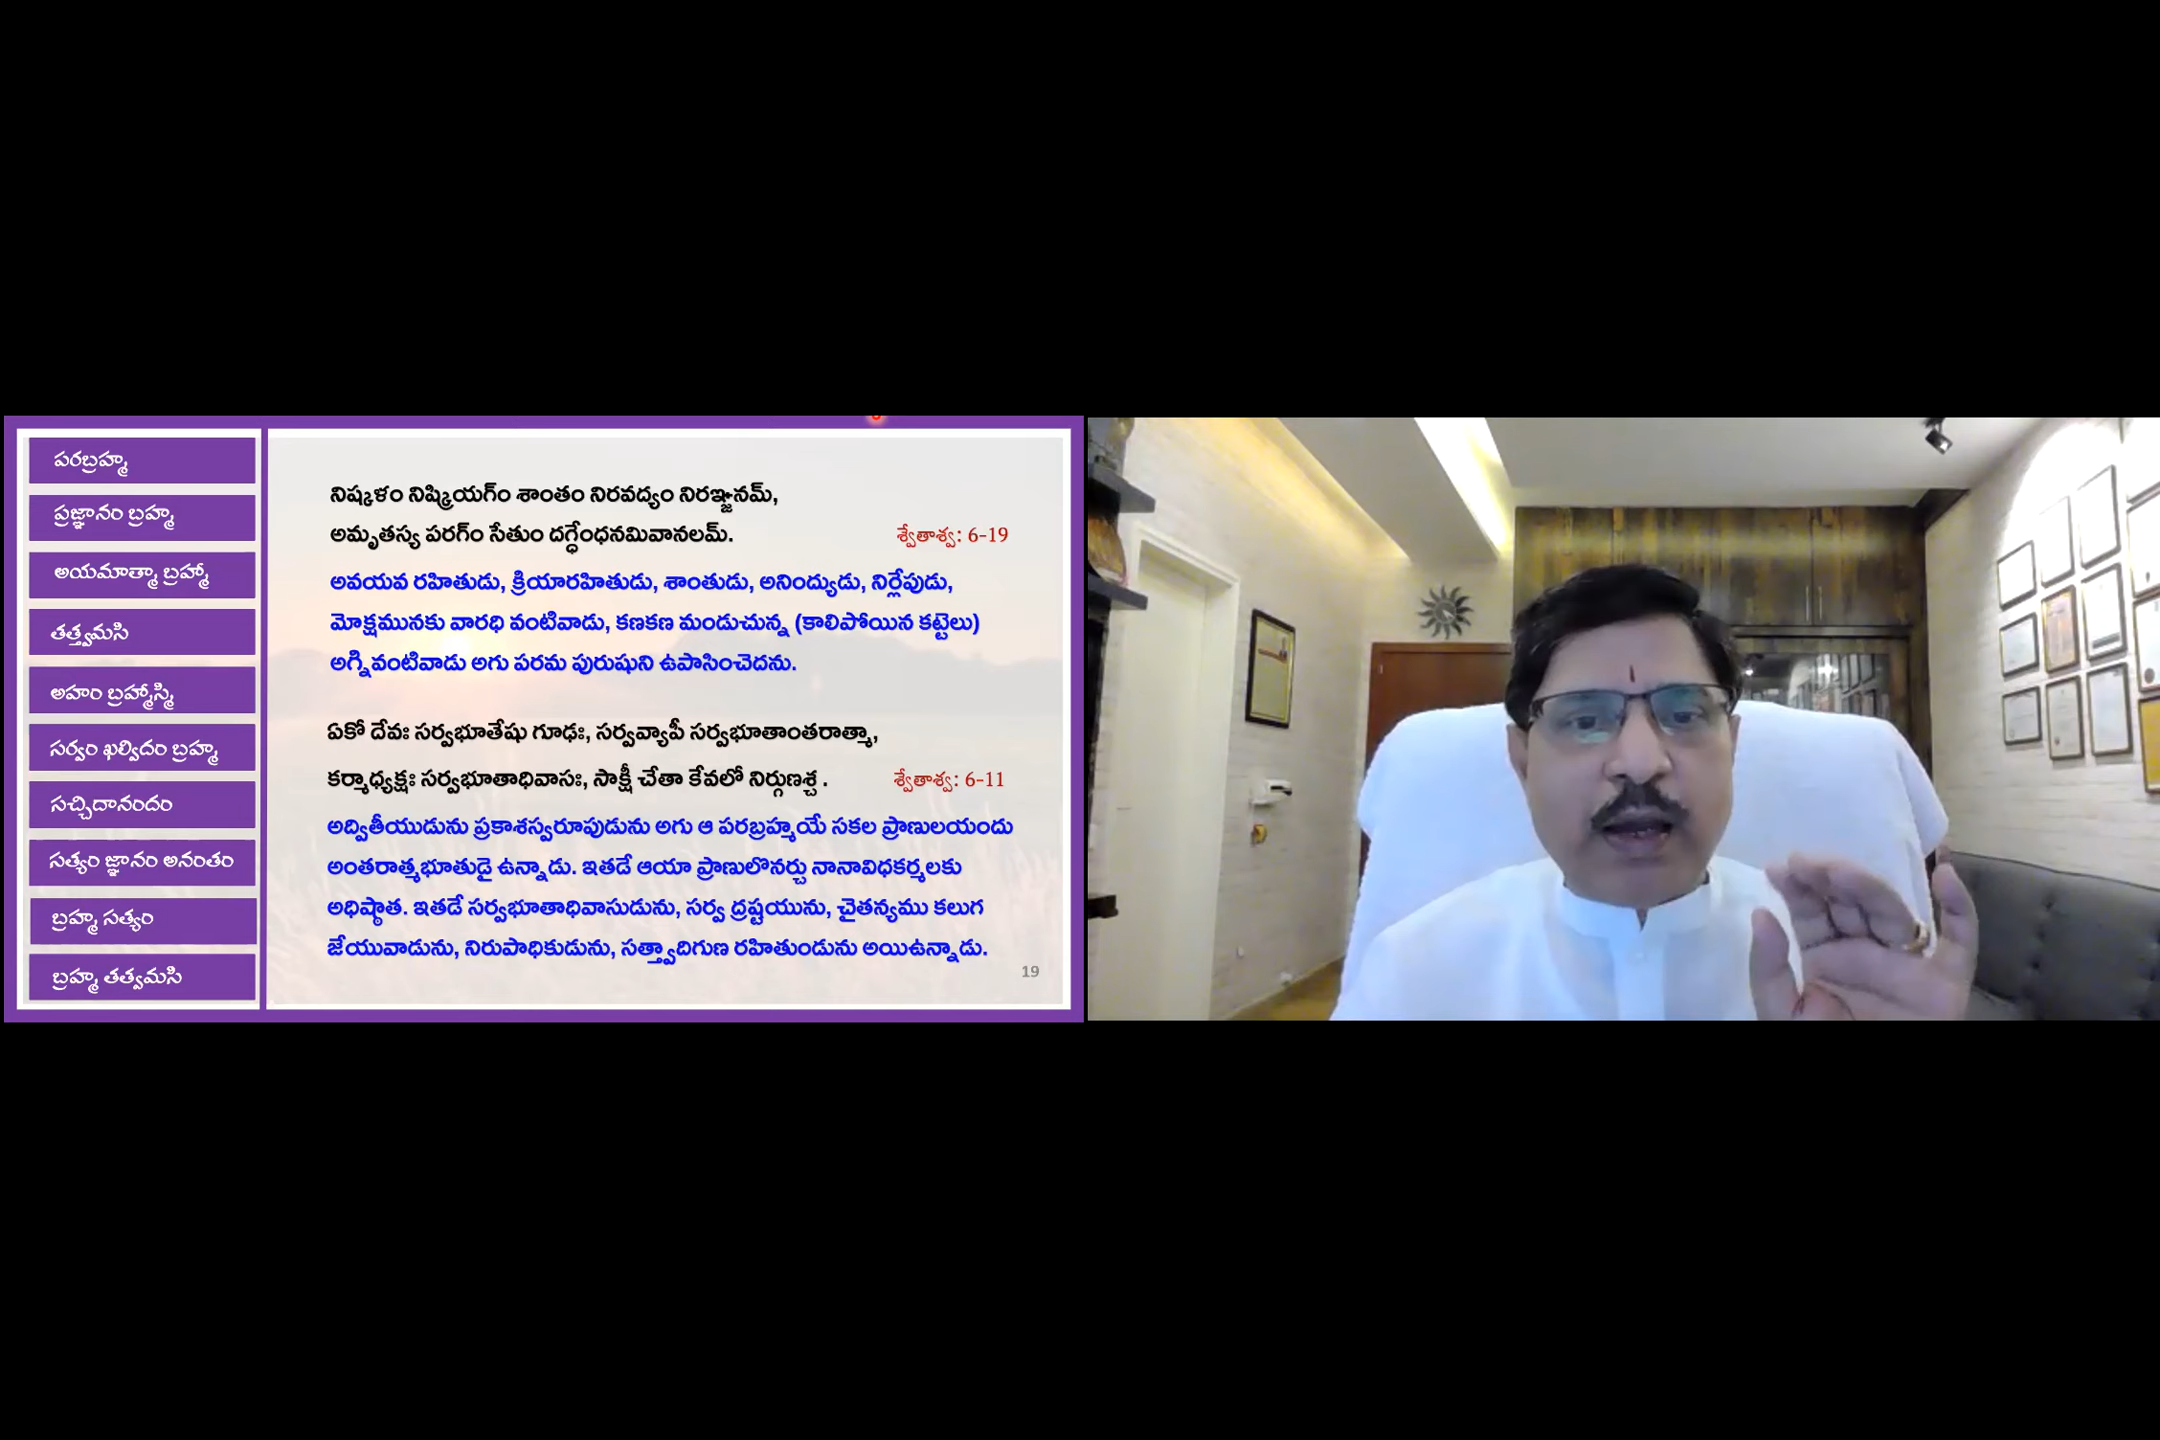 పరబ్రహ్మ
ప్రజ్ఞానం బ్రహ్మ
అయమాత్మా బ్రహ్మా
తత్త్వమసి
అహం బ్రహ్మాస్మి
సర్వం ఖల్విదం బ్రహ్మ
సచ్చిదానందం
సత్యం జ్ఞానం అనంతం
బ్రహ్మ సత్యం
బ్రహ్మ తత్వమసి
నిష్కళం నిష్క్రియగ్ం శాంతం నిరవద్యం నిరఞ్జనమ్,
అమృతస్య పరగ్ం సేతుం దగ్ధేంధనమివానలమ్. శ్వేతాశ్వ: 6-19
అవయవ రహితుడు, క్రియారహితుడు, శాంతుడు, అనింద్యుడు, నిర్లేపుడు,
మోక్షమునకు వారధి వంటివాడు, కణకణ మండుచున్న (కాలిపోయిన కట్టెలు)
అగ్నివంటివాడు అగు పరమ పురుషుని ఉపాసించెదను.
ఏకో దేవః సర్వభూతేషు గూఢః, సర్వవ్యాపీ సర్వభూతాంతరాత్మా,
కర్మాధ్యక్షః సర్వభూతాధివాసః, సాక్షీ చేతా కేవలో నిర్గుణశ్చ . శ్వేతాశ్వ: 6-11
అద్వితీయుడును ప్రకాశస్వరూపుడును అగు ఆ పరబ్రహ్మయే సకల ప్రాణులయందు
అంతరాత్మభూతుడై ఉన్నాడు. ఇతడే ఆయా ప్రాణులొనర్చు నానావిధకర్మలకు
అధిష్ఠాత. ఇతడే సర్వభూతాధివాసుడును, సర్వ ద్రష్టయును, చైతన్యము కలుగ
జేయువాడును, నిరుపాధికుడును, సత్త్వాదిగుణ రహితుండును అయిఉన్నాడు.
19